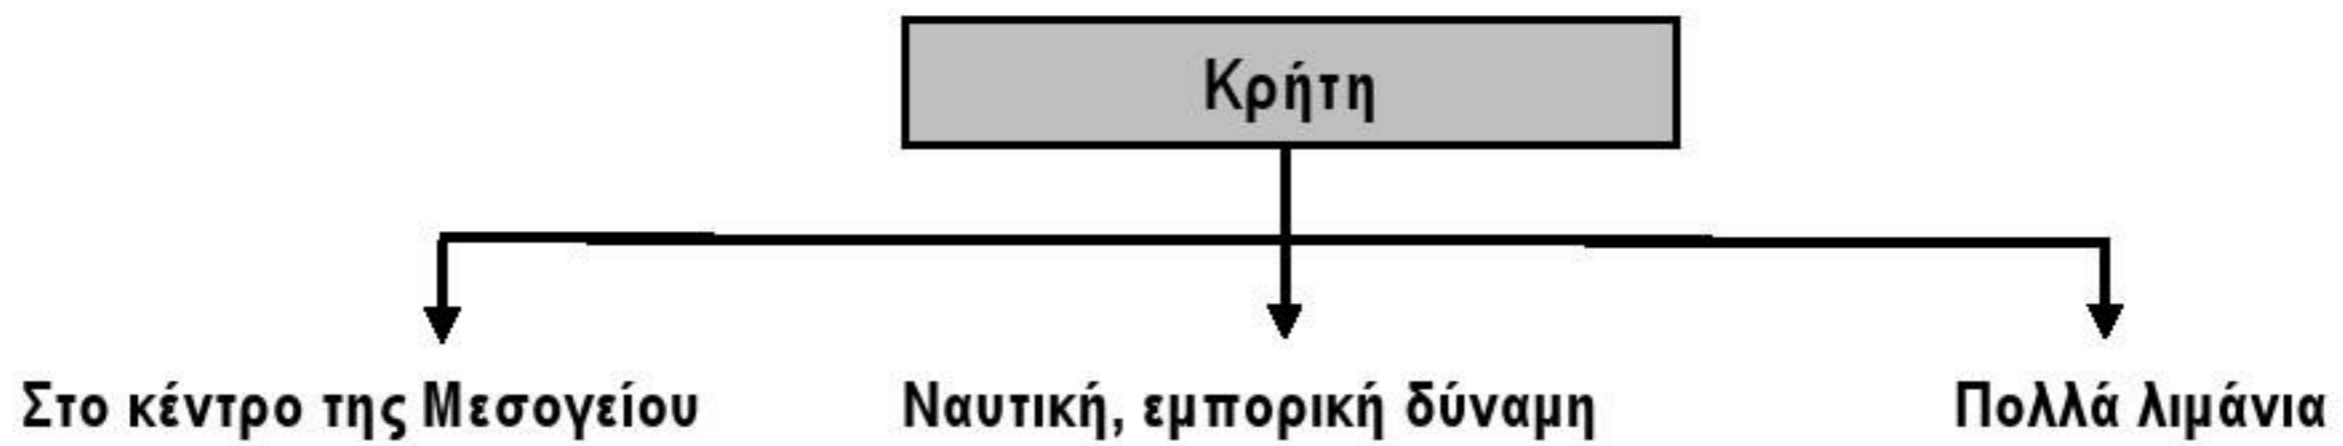 Κρήτη
Στο κέντρο της Μεσογείου
Ναυτική, εμπορική δύναμη
Πολλά λιμάνια